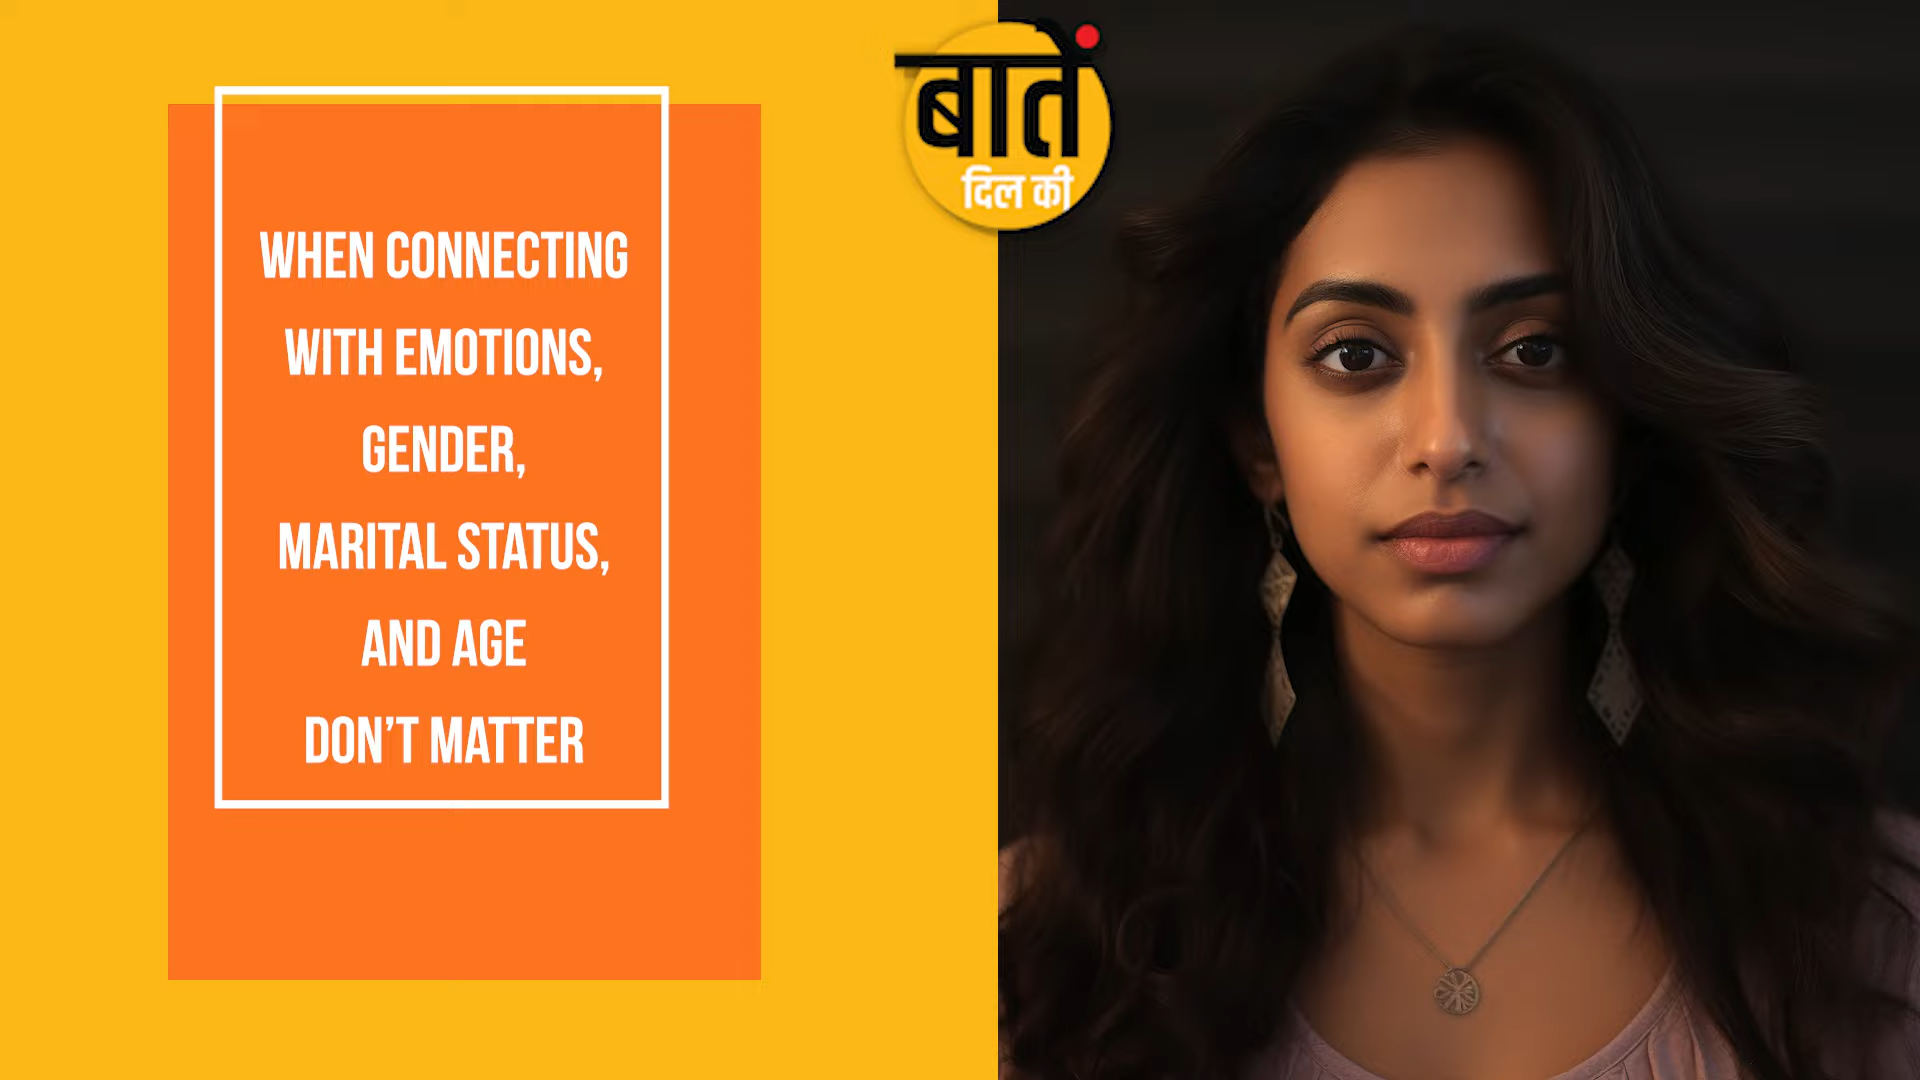 बातें
दिल की
WHEN CONNECTING
WITH EMOTIONS,
GENDER,
MARITAL STATUS,
AND AGE
DON’T MATTER